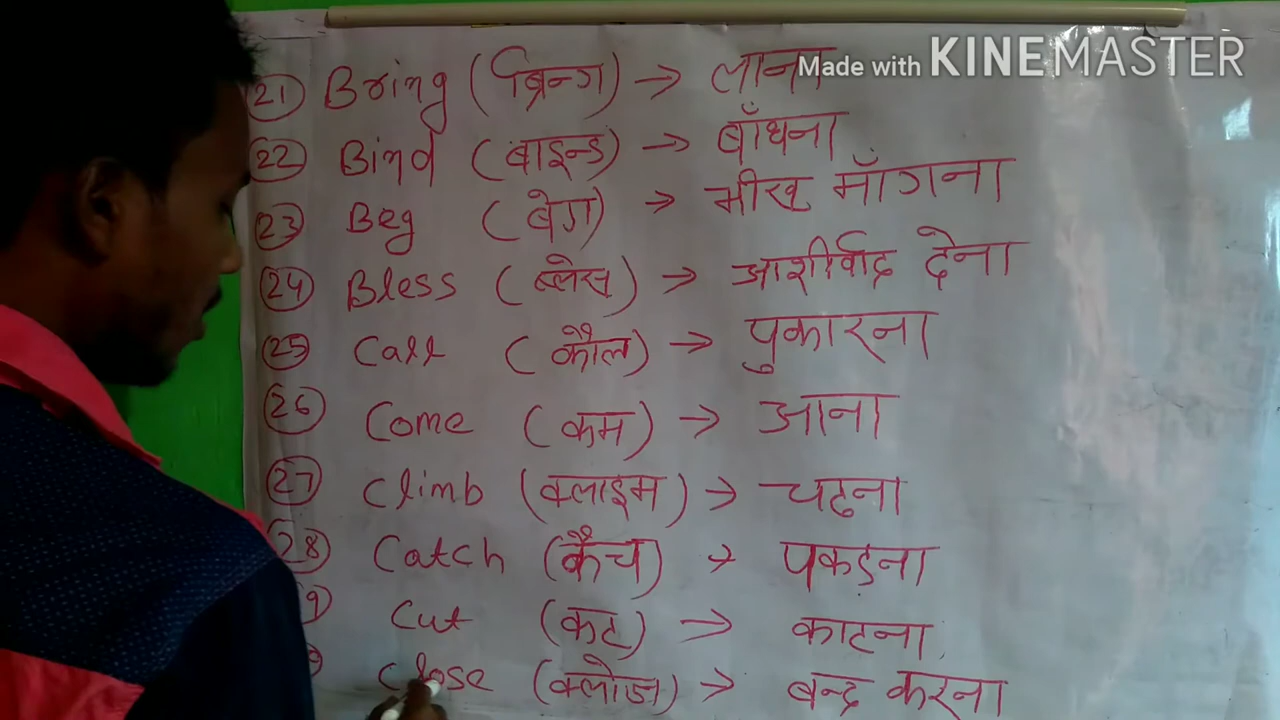 Made with KINEMASTER
21 Bring (ब्रिन्ग) → लाना
22 Bind (बाइन्ड) → बाँधना
23 Beg (बेग) → भीख माँगना
24 Bless (ब्लेस) → आशीर्वाद देना
25 Call (कौल) → पुकारना
26 Come (कम) → आना
27 Climb (क्लाइम) → चढना
28 Catch (कैच) → पकड़ना
9 Cut (कट) → काटना
Close (क्लोज) → बन्द करना